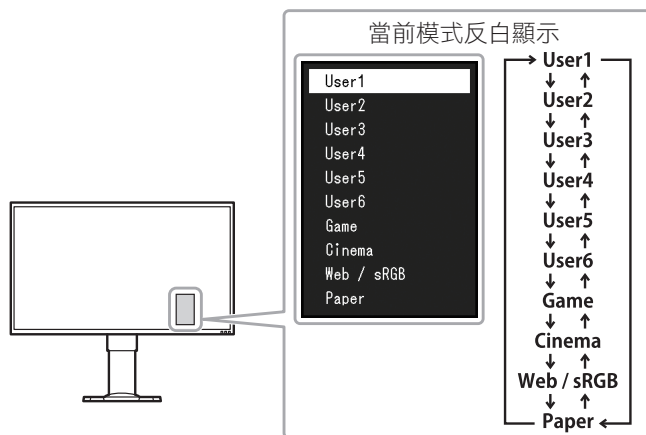 當前模式反白顯示
User1
User2
User3
User4
User5
User6
Game
Cinema
Web / sRGB
Paper
User1
User2
User3
User4
User5
User6
Game
Cinema
Web / sRGB
Paper